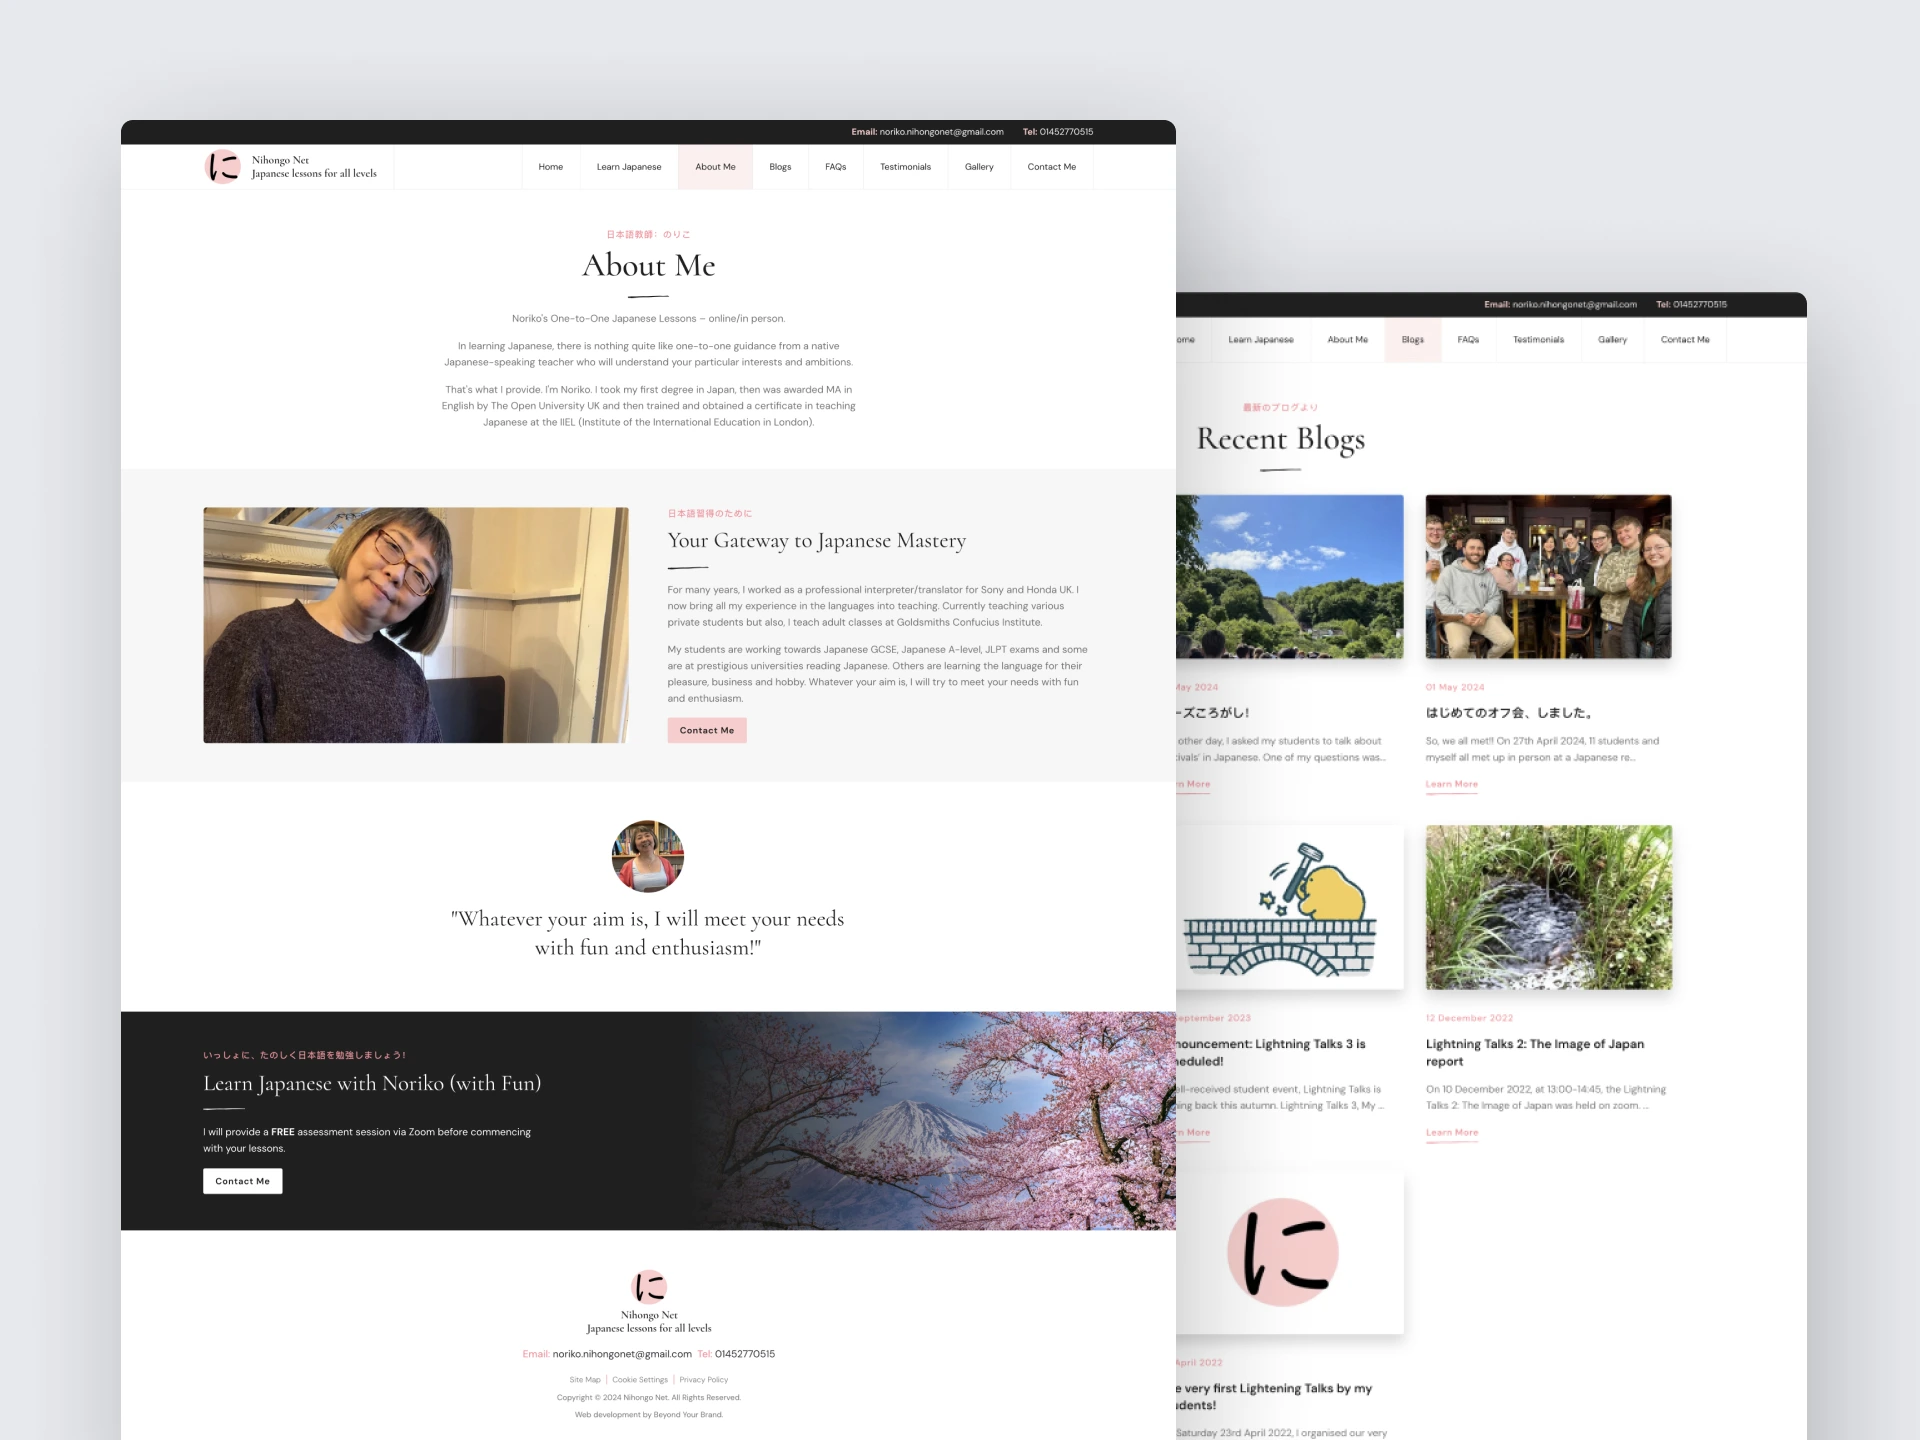 Email: noriko.nihongonet@gmail.com Tel: 01452770515
に
Nihongo Net
Japanese lessons for all levels
Home Learn Japanese About Me Blogs FAQs Testimonials Gallery Contact Me
日本語教師：のりこ
About Me
Noriko's One-to-One Japanese Lessons – online/in person.
In learning Japanese, there is nothing quite like one-to-one guidance from a native
Japanese-speaking teacher who will understand your particular interests and ambitions.
That's what I provide. I'm Noriko. I took my first degree in Japan, then was awarded MA in
English by The Open University UK and then trained and obtained a certificate in teaching
Japanese at the IIEL (Institute of the International Education in London).
日本語習得のために
Your Gateway to Japanese Mastery
For many years, I worked as a professional interpreter/translator for Sony and Honda UK. I
now bring all my experience in the languages into teaching. Currently teaching various
private students but also, I teach adult classes at Goldsmiths Confucius Institute.
My students are working towards Japanese GCSE, Japanese A-level, JLPT exams and some
are at prestigious universities reading Japanese. Others are learning the language for their
pleasure, business and hobby. Whatever your aim is, I will try to meet your needs with fun
and enthusiasm.
Contact Me
"Whatever your aim is, I will meet your needs
with fun and enthusiasm!"
いっしょに、たのしく日本語を勉強しましょう！
Learn Japanese with Noriko (with Fun)
I will provide a FREE assessment session via Zoom before commencing
with your lessons.
Contact Me
に
Nihongo Net
Japanese lessons for all levels
Email: noriko.nihongonet@gmail.com Tel: 01452770515
Site Map | Cookie Settings | Privacy Policy
Copyright © 2024 Nihongo Net. All Rights Reserved.
Web development by Beyond Your Brand.
Email: noriko.nihongonet@gmail.com Tel: 01452770515
ome Learn Japanese About Me Blogs FAQs Testimonials Gallery Contact Me
最新のブログより
Recent Blogs
May 2024
ーズころがし!
other day, I asked my students to talk about
ivals' in Japanese. One of my questions was...
rn More
01 May 2024
はじめてのオフ会、しました。
So, we all met!! On 27th April 2024, 11 students and
myself all met up in person at a Japanese re...
Learn More
eptember 2023
nouncement: Lightning Talks 3 is
eduled!
ell-received student event, Lightning Talks is
ing back this autumn. Lightning Talks 3, My ...
rn More
12 December 2022
Lightning Talks 2: The Image of Japan
report
On 10 December 2022, at 13:00-14:45, the Lightning
Talks 2: The Image of Japan was held on zoom. ...
Learn More
に
April 2022
e very first Lightening Talks by my
dents!
Saturday 23rd April 2022, I organised our very